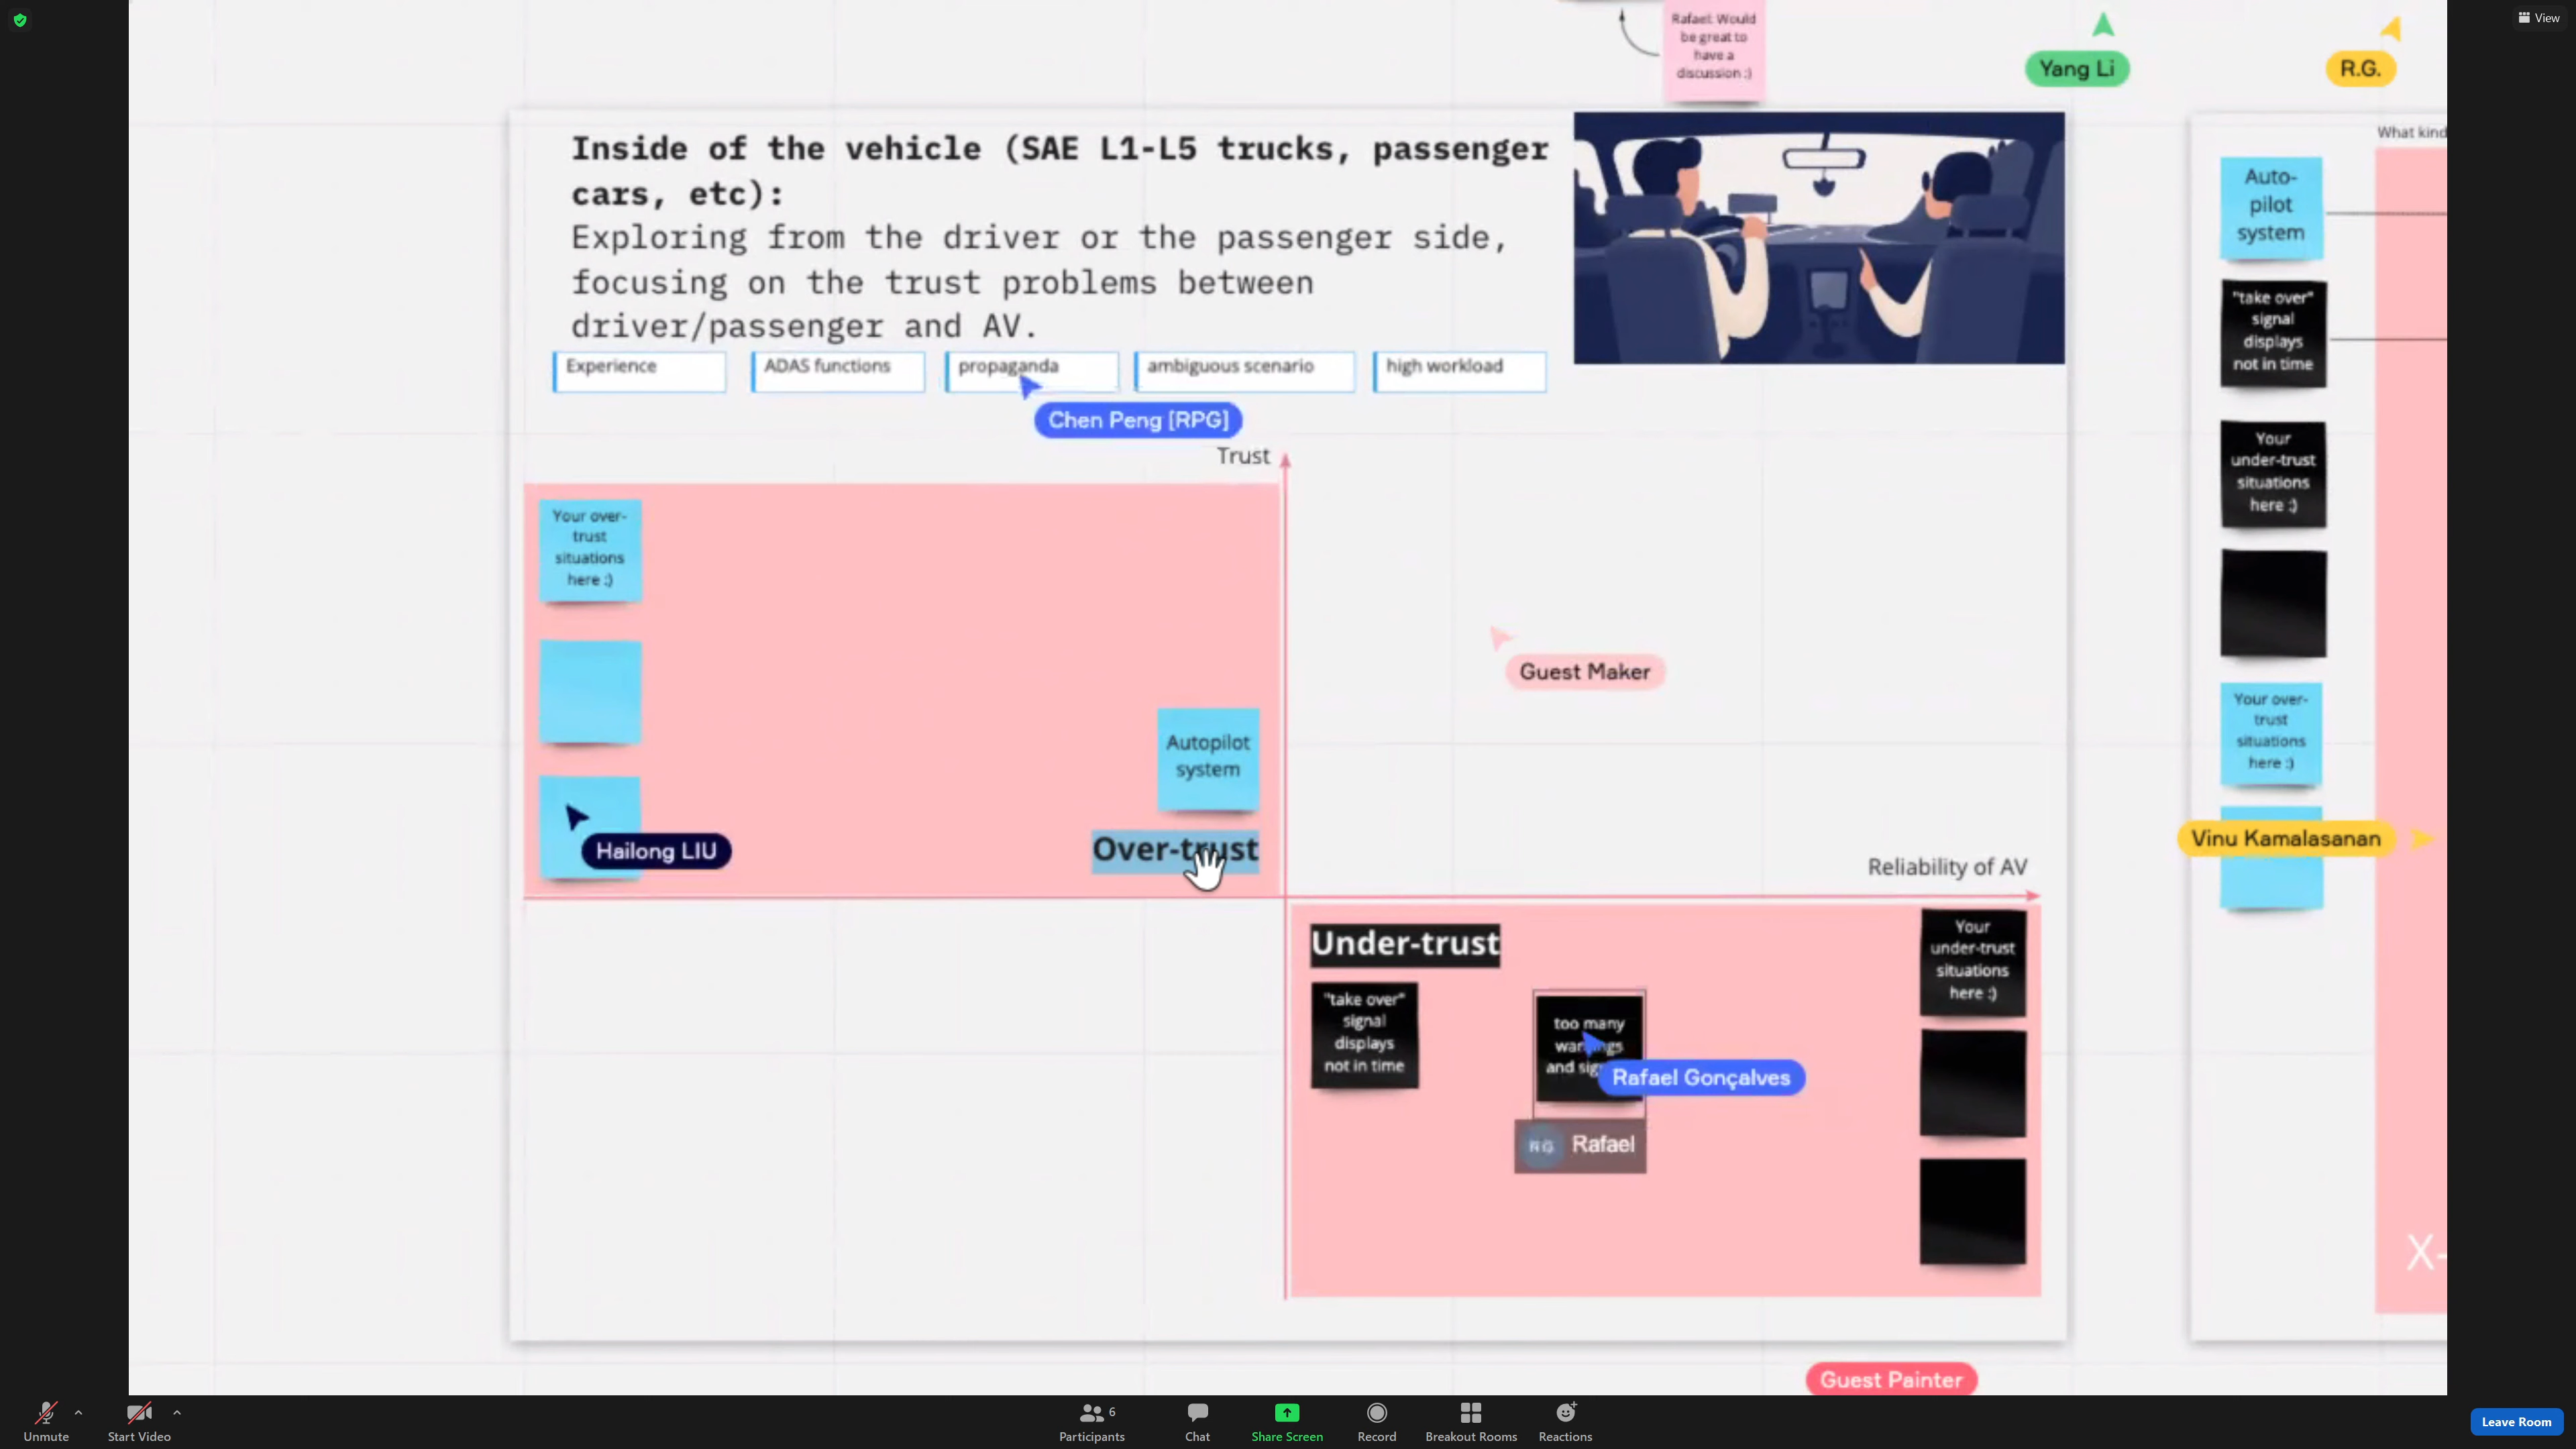 View
Rafael: Would
be great to
have a
discussion :)
Yang Li
R.G.
Inside of the vehicle (SAE L1-L5 trucks, passenger
cars, etc):
Exploring from the driver or the passenger side,
focusing on the trust problems between
driver/passenger and AV.
Experience
ADAS functions
propaganda
ambiguous scenario
high workload
Chen Peng [RPG]
Trust
Your over-
trust
situations
here :)
Autopilot
system
Over-trust
Hailong LIU
Guest Maker
Reliability of AV
Under-trust
"take over"
signal
displays
not in time
too many
warnings
and
Rafael Gonçalves
RG Rafael
Your
under-trust
situations
here :)
What kind
Auto-
pilot
system
"take over"
signal
displays
not in time
Your
under-trust
situations
here :)
Your over-
trust
situations
here :)
Vinu Kamalasanan
X-
Guest Painter
Unmute
Start Video
6
Participants
Chat
Share Screen
Record
Breakout Rooms
Reactions
Leave Room